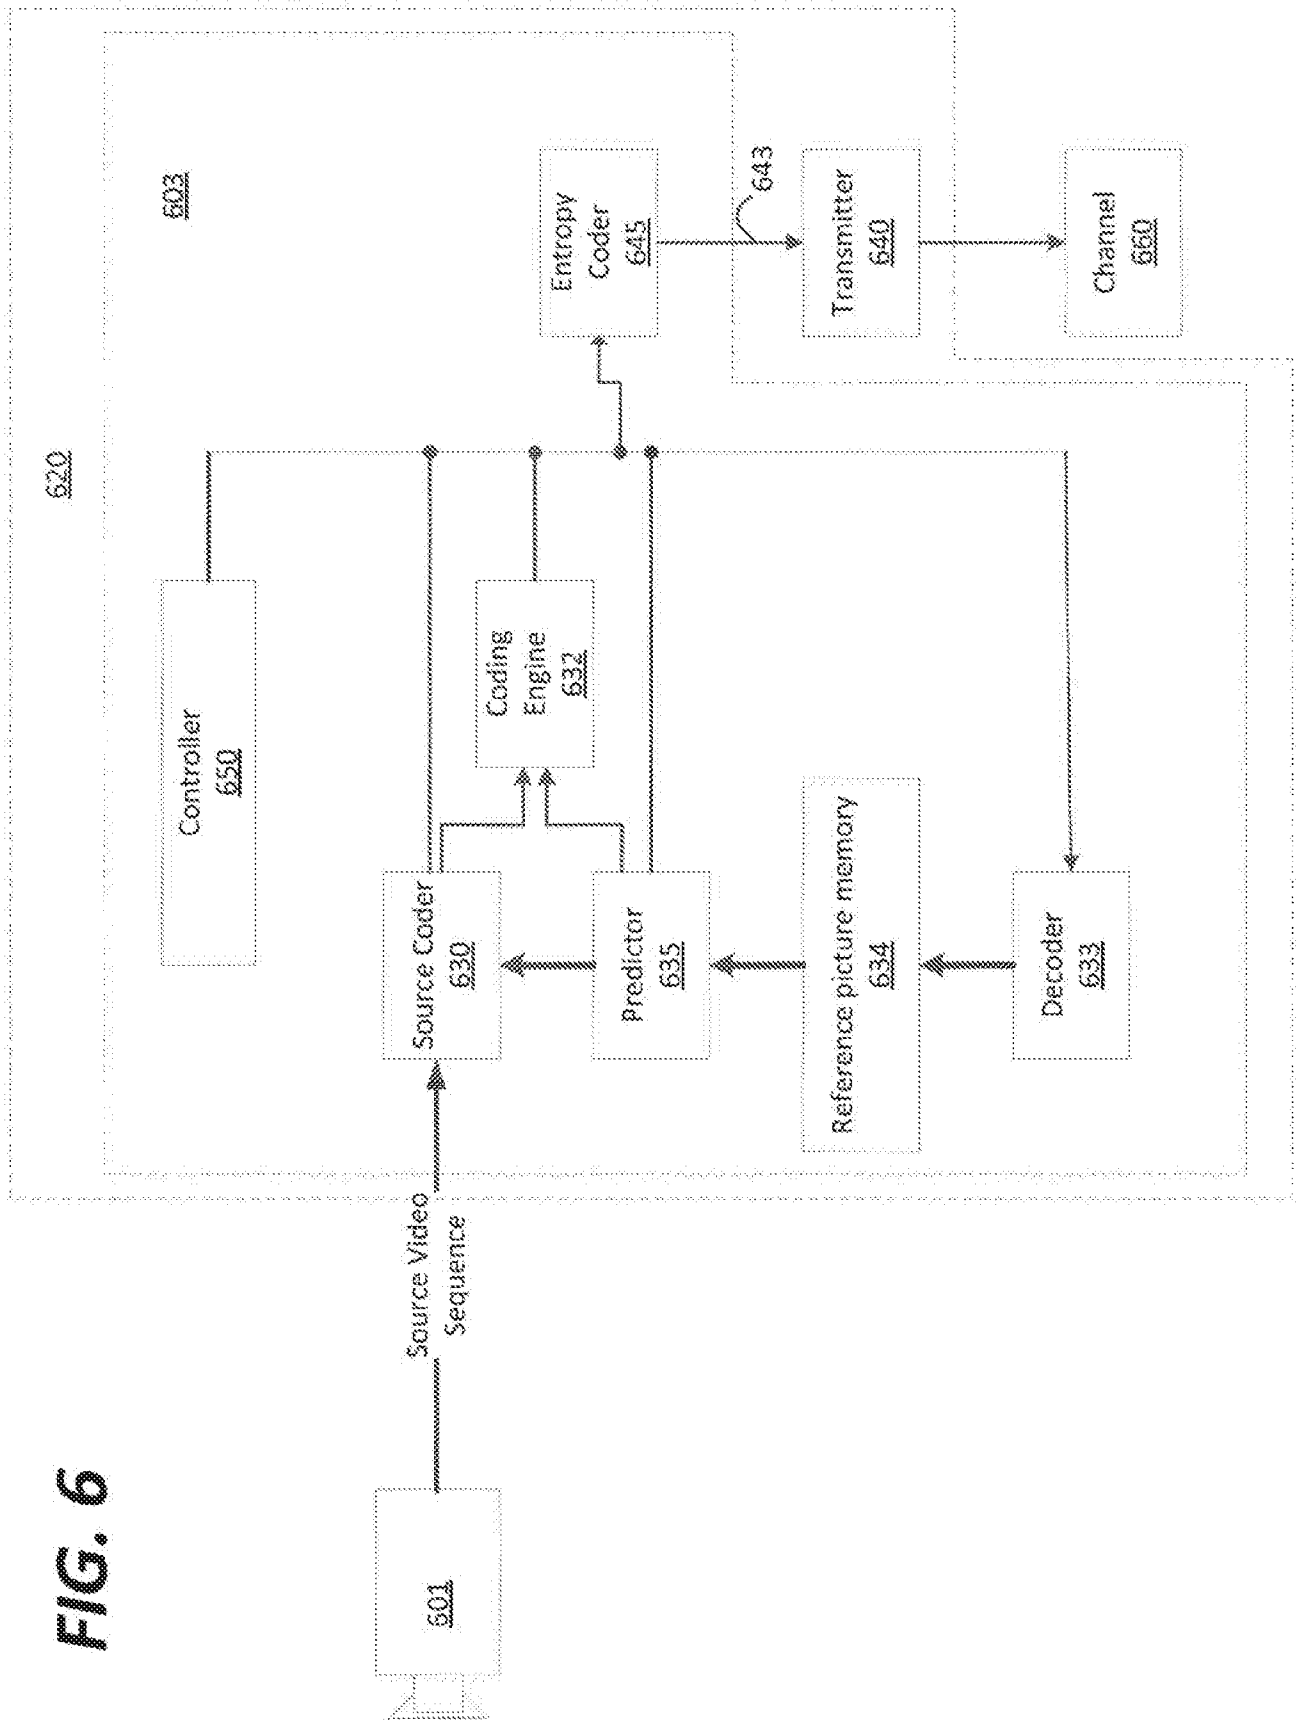 FIG. 6
620
603
Controller
650
601
Source Video
Sequence
Source Coder
630
Coding
Engine
632
Entropy
Coder
645
643
Predictor
635
Reference picture memory
634
Transmitter
640
Decoder
633
Channel
660